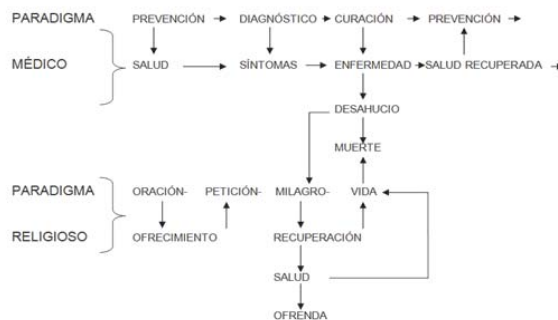 PARADIGMA PREVENCIÓN DIAGNÓSTICO CURACIÓN PREVENCIÓN
MÉDICO SALUD SÍNTOMAS ENFERMEDAD SALUD RECUPERADA
DESAHUCIO
MUERTE
PARADIGMA ORACIÓN- PETICIÓN- MILAGRO- VIDA
RELIGIOSO OFRECIMIENTO RECUPERACIÓN
SALUD
OFRENDA